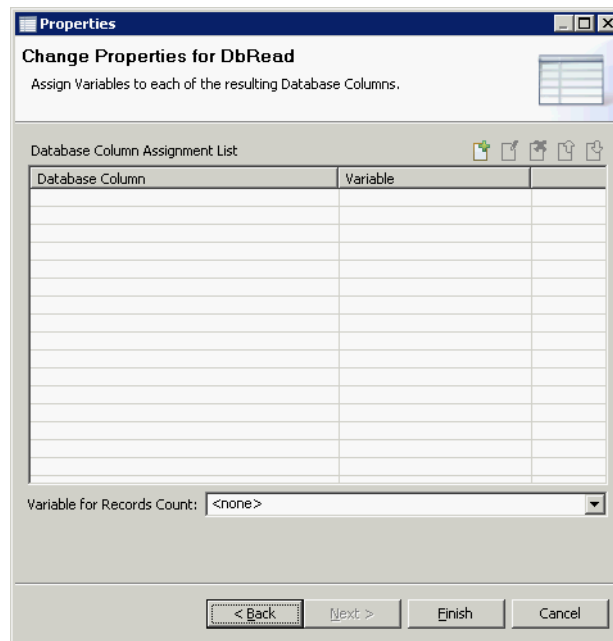 Properties
Change Properties for DbRead
Assign Variables to each of the resulting Database Columns.
Database Column Assignment List
Database Column Variable
Variable for Records Count: <none>
< Back Next > Finish Cancel